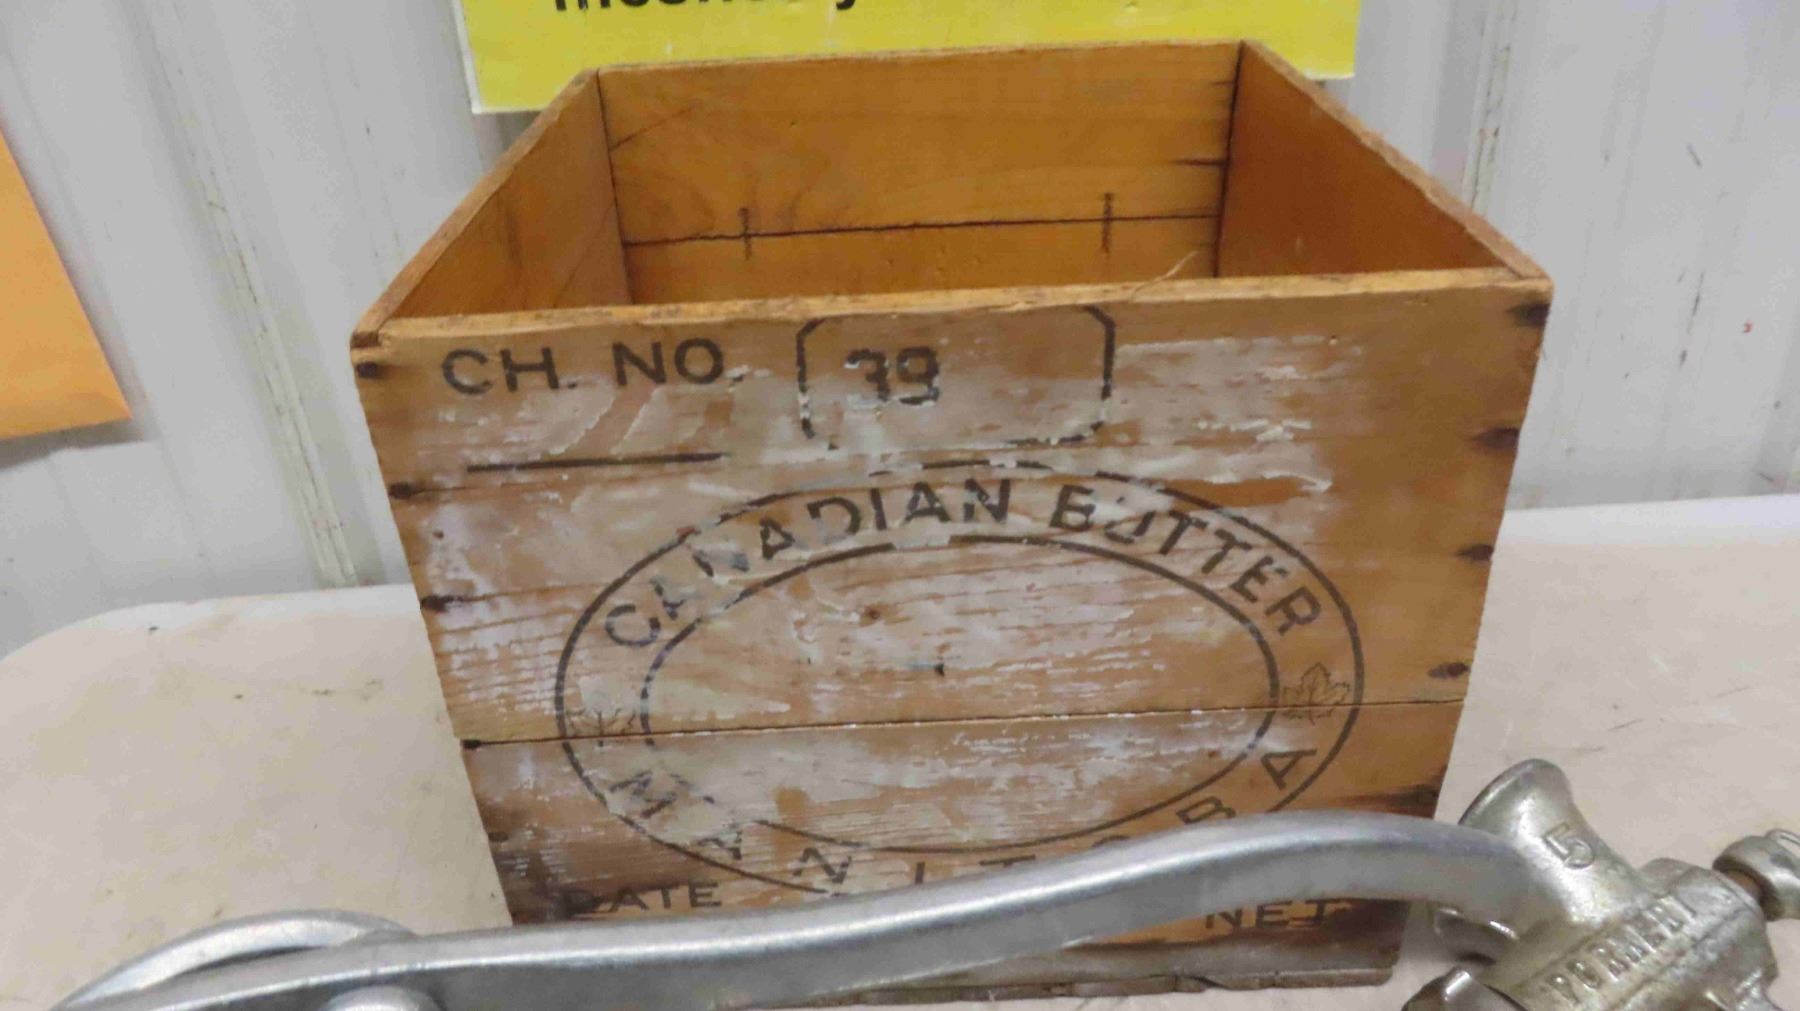 CH. NO. 39
CANADIAN BUTTER
MANITOBA
DATE
NET
5